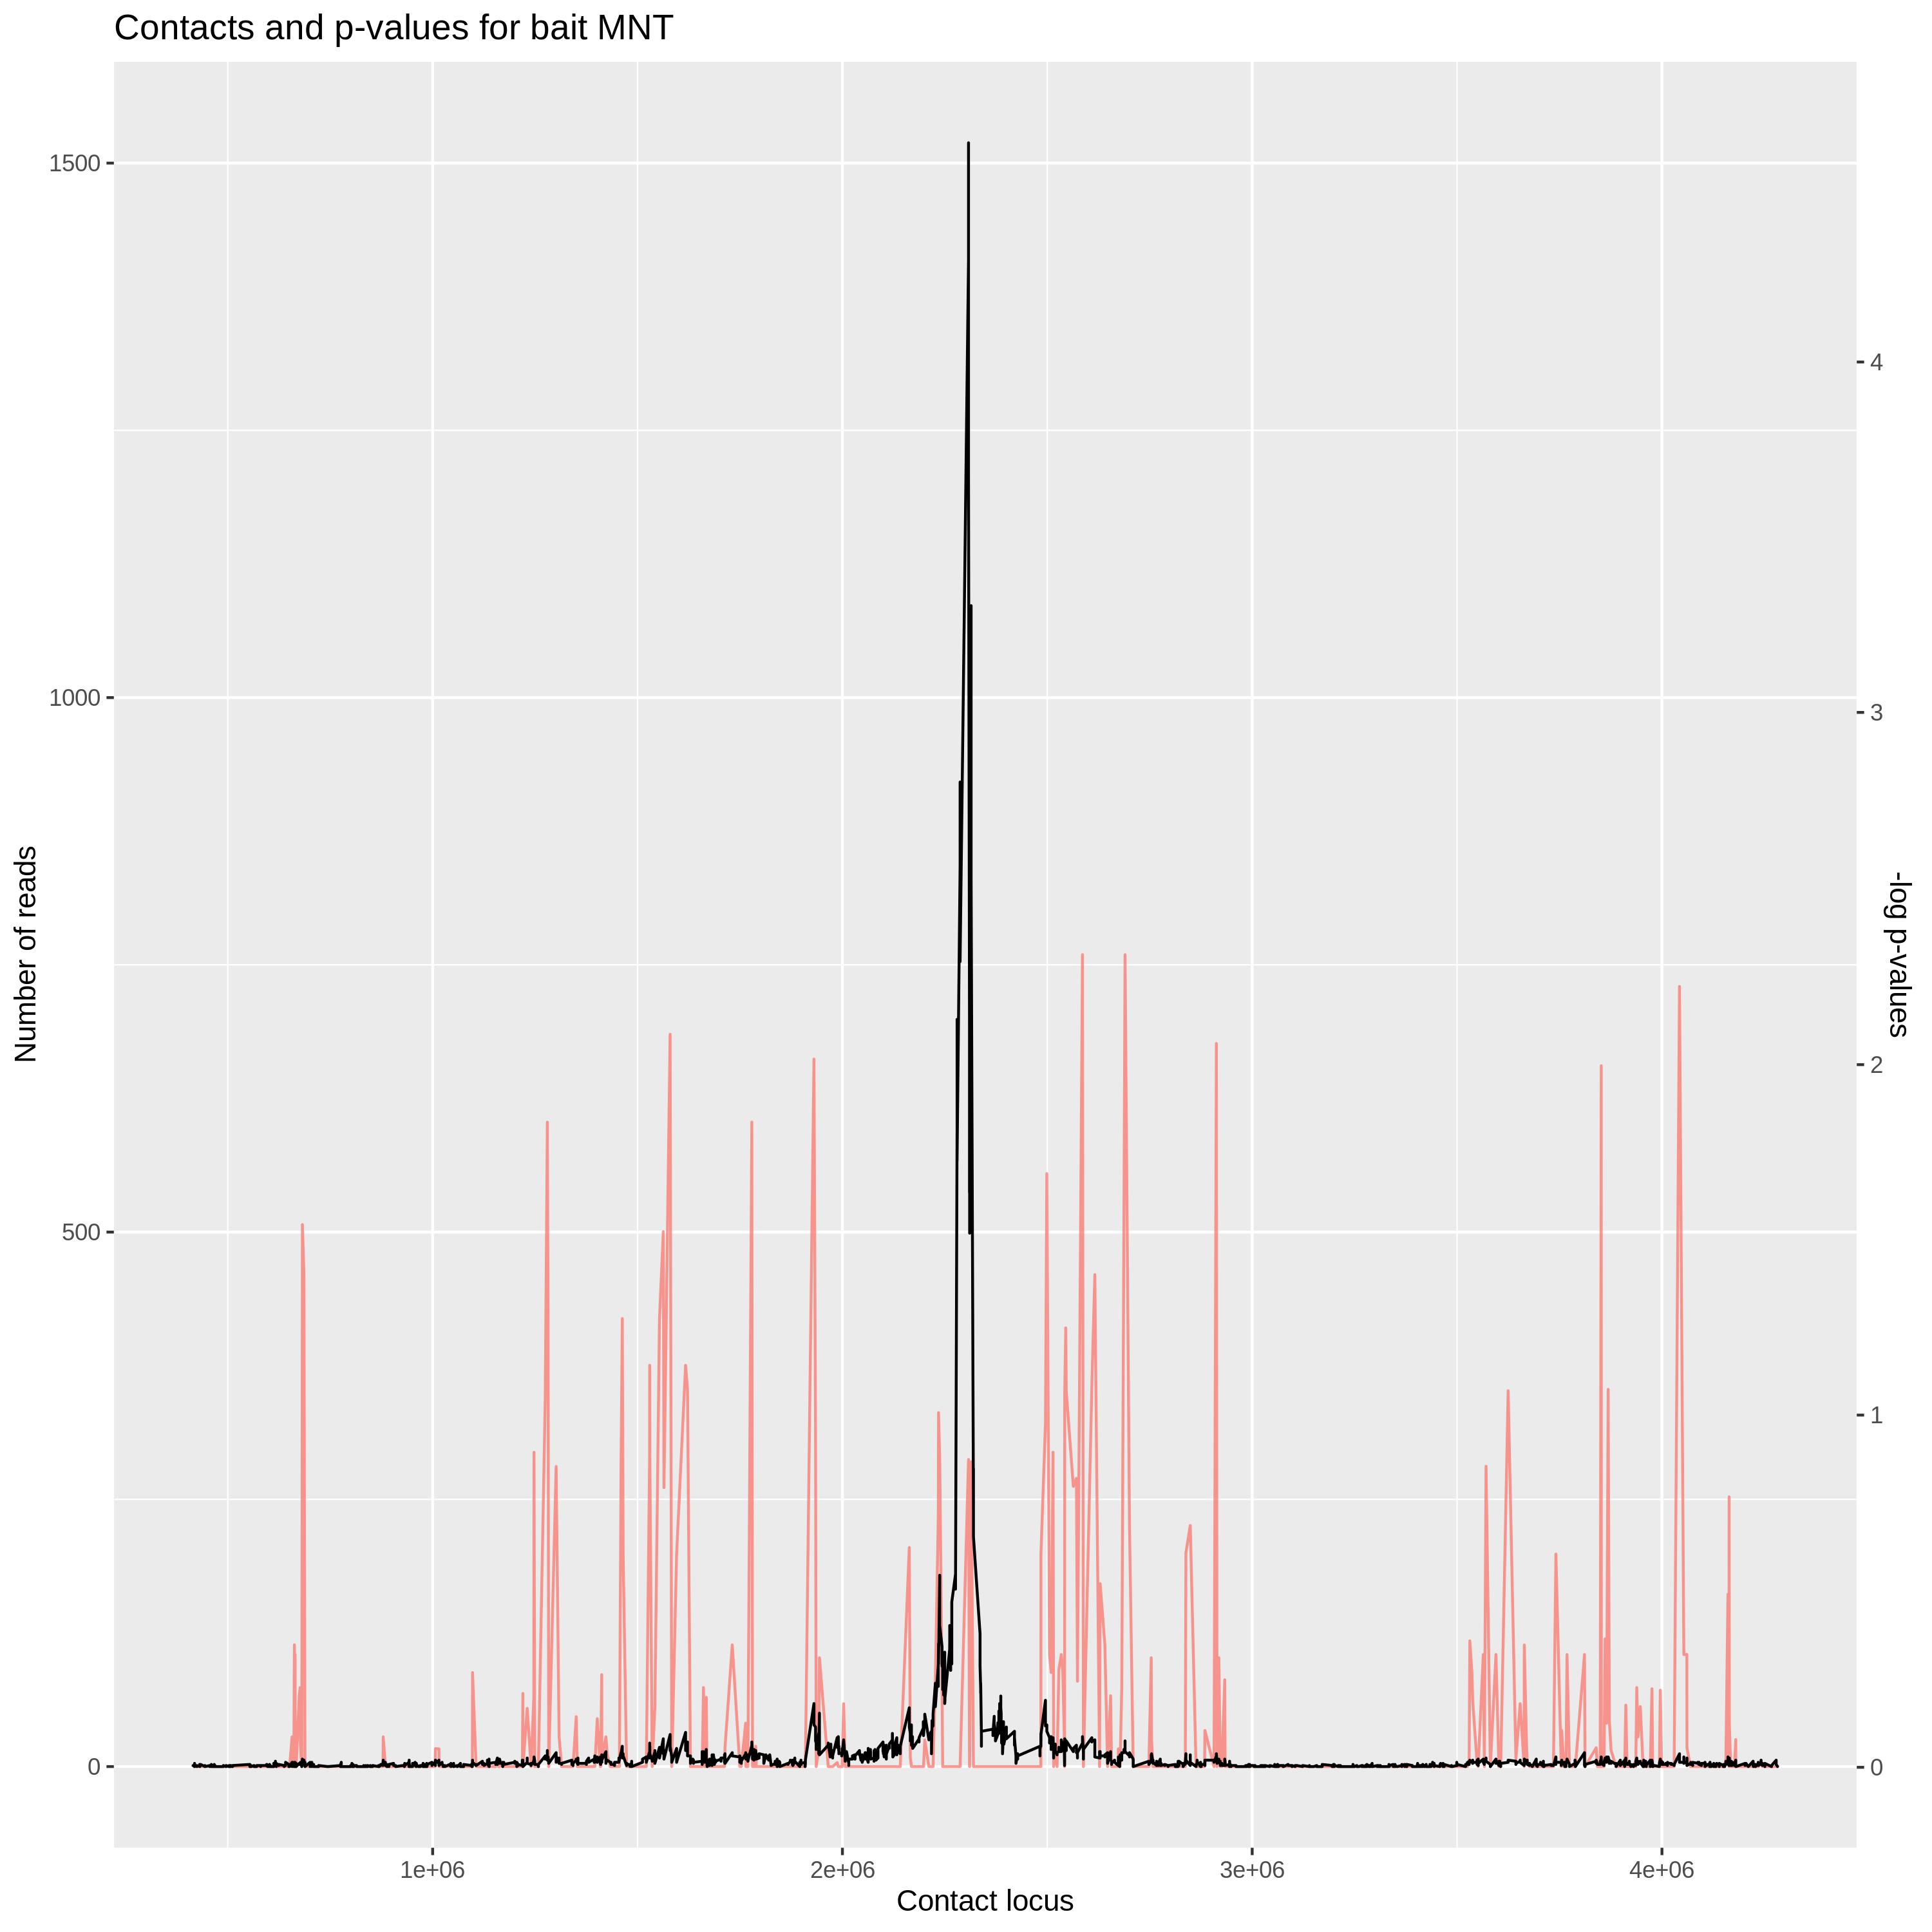 Contacts and p-values for bait MNT
1500
1000
500
0
Number of reads
4
3
2
1
0
-log p-values
1e+06
2e+06
3e+06
4e+06
Contact locus